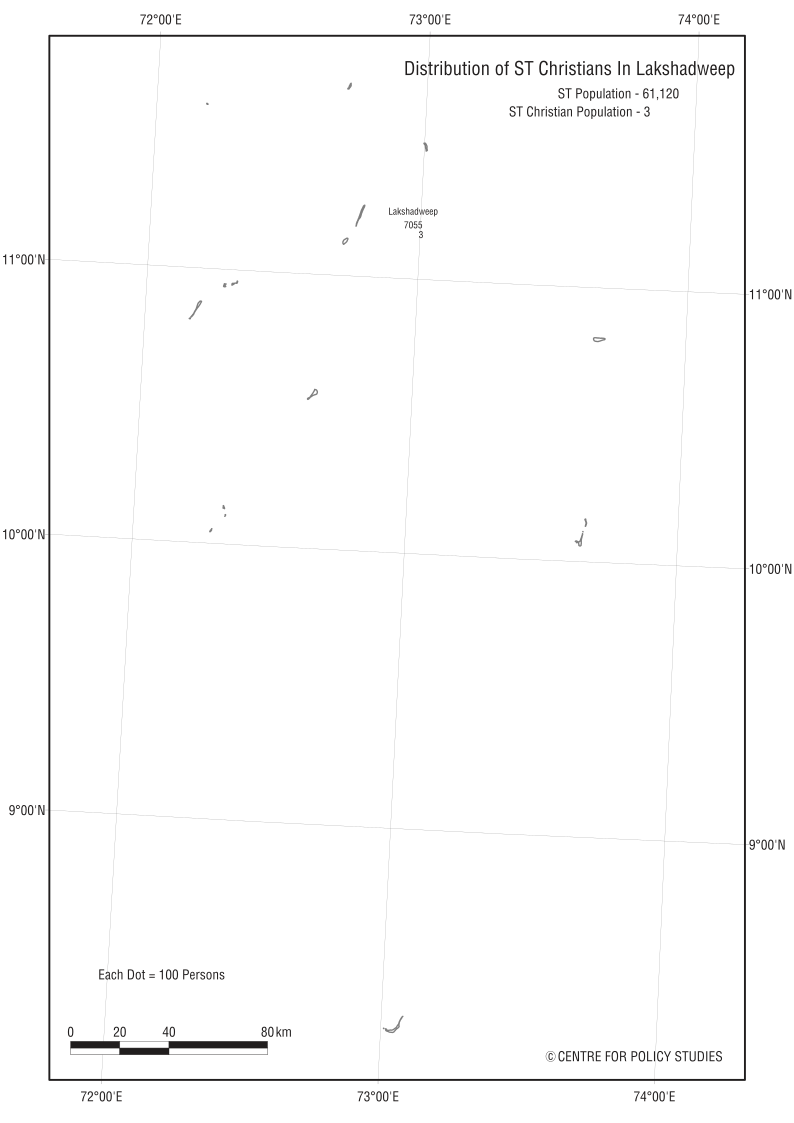 72°00'E 73°00'E 74°00'E
Distribution of ST Christians In Lakshadweep
ST Population - 61,120
ST Christian Population - 3
Lakshadweep
7055
3
11°00'N
11°00'N
10°00'N
10°00'N
9°00'N
9°00'N
Each Dot = 100 Persons
0 20 40 80 km
© CENTRE FOR POLICY STUDIES
72°00'E 73°00'E 74°00'E